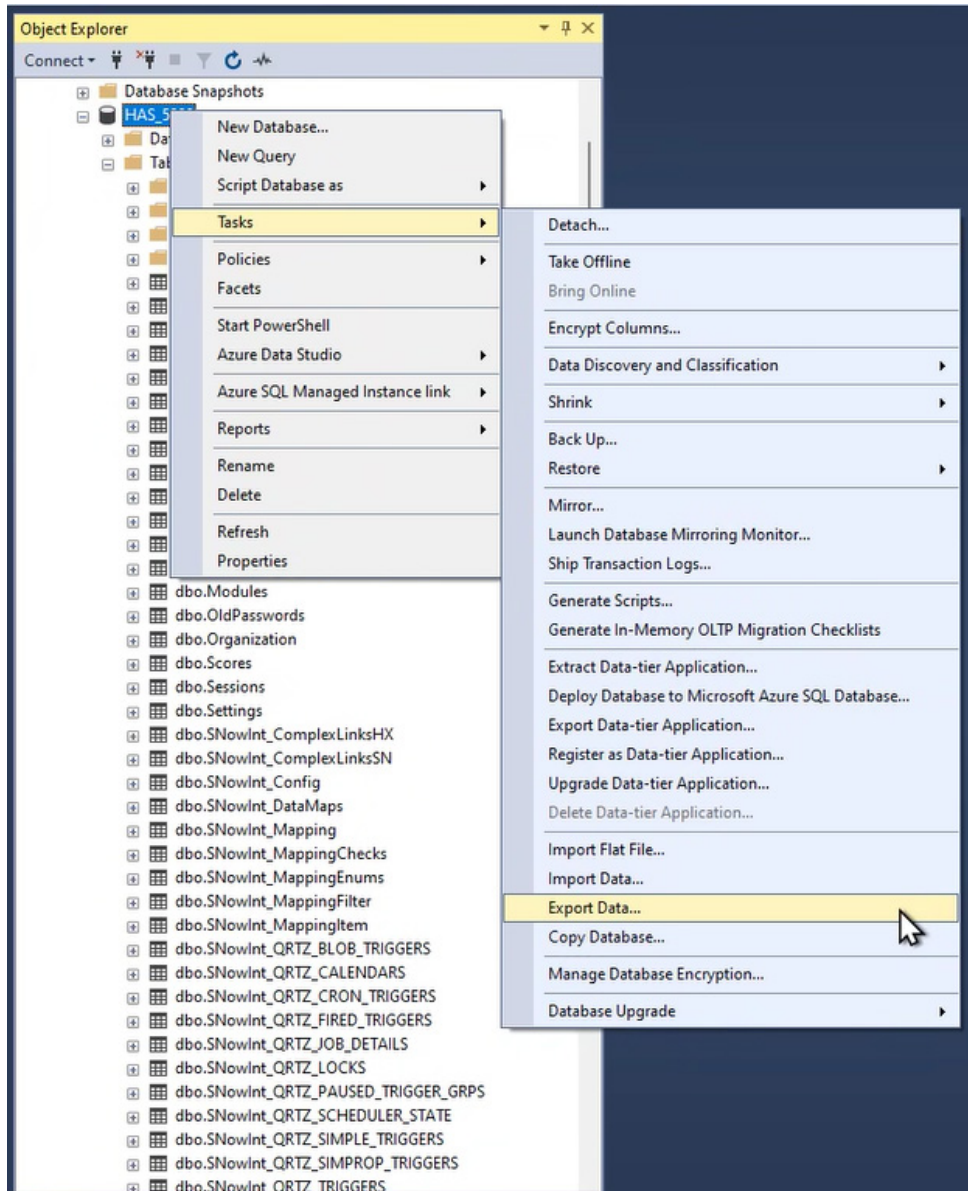 Object Explorer
Connect
Database Snapshots
HAS_5
Da
Tab
New Database...
New Query
Script Database as
Tasks
Policies
Facets
Start PowerShell
Azure Data Studio
Azure SQL Managed Instance link
Reports
Rename
Delete
Refresh
Properties
Detach...
Take Offline
Bring Online
Encrypt Columns...
Data Discovery and Classification
Shrink
Back Up...
Restore
Mirror...
Launch Database Mirroring Monitor...
Ship Transaction Logs...
Generate Scripts...
Generate In-Memory OLTP Migration Checklists
Extract Data-tier Application...
Deploy Database to Microsoft Azure SQL Database...
Export Data-tier Application...
Register as Data-tier Application...
Upgrade Data-tier Application...
Delete Data-tier Application...
Import Flat File...
Import Data...
Export Data...
Copy Database...
Manage Database Encryption...
Database Upgrade
dbo.Modules
dbo.OldPasswords
dbo.Organization
dbo.Scores
dbo.Sessions
dbo.Settings
dbo.SNowInt_ComplexLinksHX
dbo.SNowInt_ComplexLinksSN
dbo.SNowInt_Config
dbo.SNowInt_DataMaps
dbo.SNowInt_Mapping
dbo.SNowInt_MappingChecks
dbo.SNowInt_MappingEnums
dbo.SNowInt_MappingFilter
dbo.SNowInt_MappingItem
dbo.SNowInt_QRTZ_BLOB_TRIGGERS
dbo.SNowInt_QRTZ_CALENDARS
dbo.SNowInt_QRTZ_CRON_TRIGGERS
dbo.SNowInt_QRTZ_FIRED_TRIGGERS
dbo.SNowInt_QRTZ_JOB_DETAILS
dbo.SNowInt_QRTZ_LOCKS
dbo.SNowInt_QRTZ_PAUSED_TRIGGER_GRPS
dbo.SNowInt_QRTZ_SCHEDULER_STATE
dbo.SNowInt_QRTZ_SIMPLE_TRIGGERS
dbo.SNowInt_QRTZ_SIMPROP_TRIGGERS
dbo.SNowInt_QRTZ_TRIGGERS